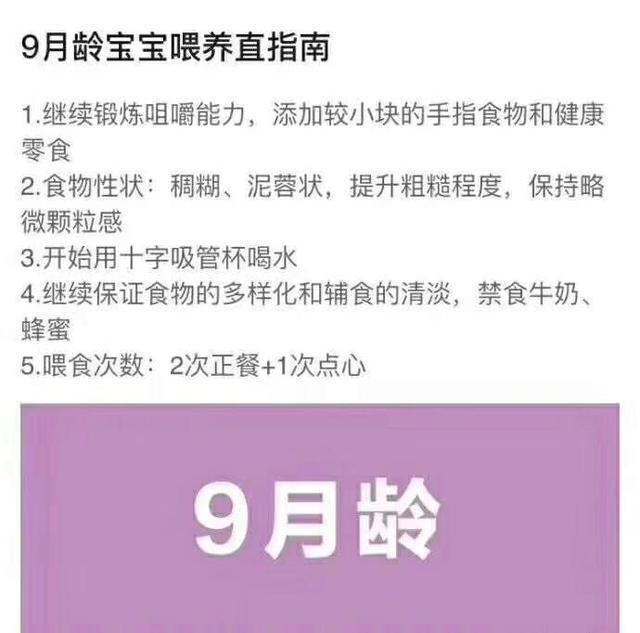 9月龄宝宝喂养直指南
1.继续锻炼咀嚼能力，添加较小块的手指食物和健康
零食
2.食物性状：稠糊、泥蓉状，提升粗糙程度，保持略
微颗粒感
3.开始用十字吸管杯喝水
4.继续保证食物的多样化和辅食的清淡，禁食牛奶、
蜂蜜
5.喂食次数：2次正餐+1次点心
9月龄